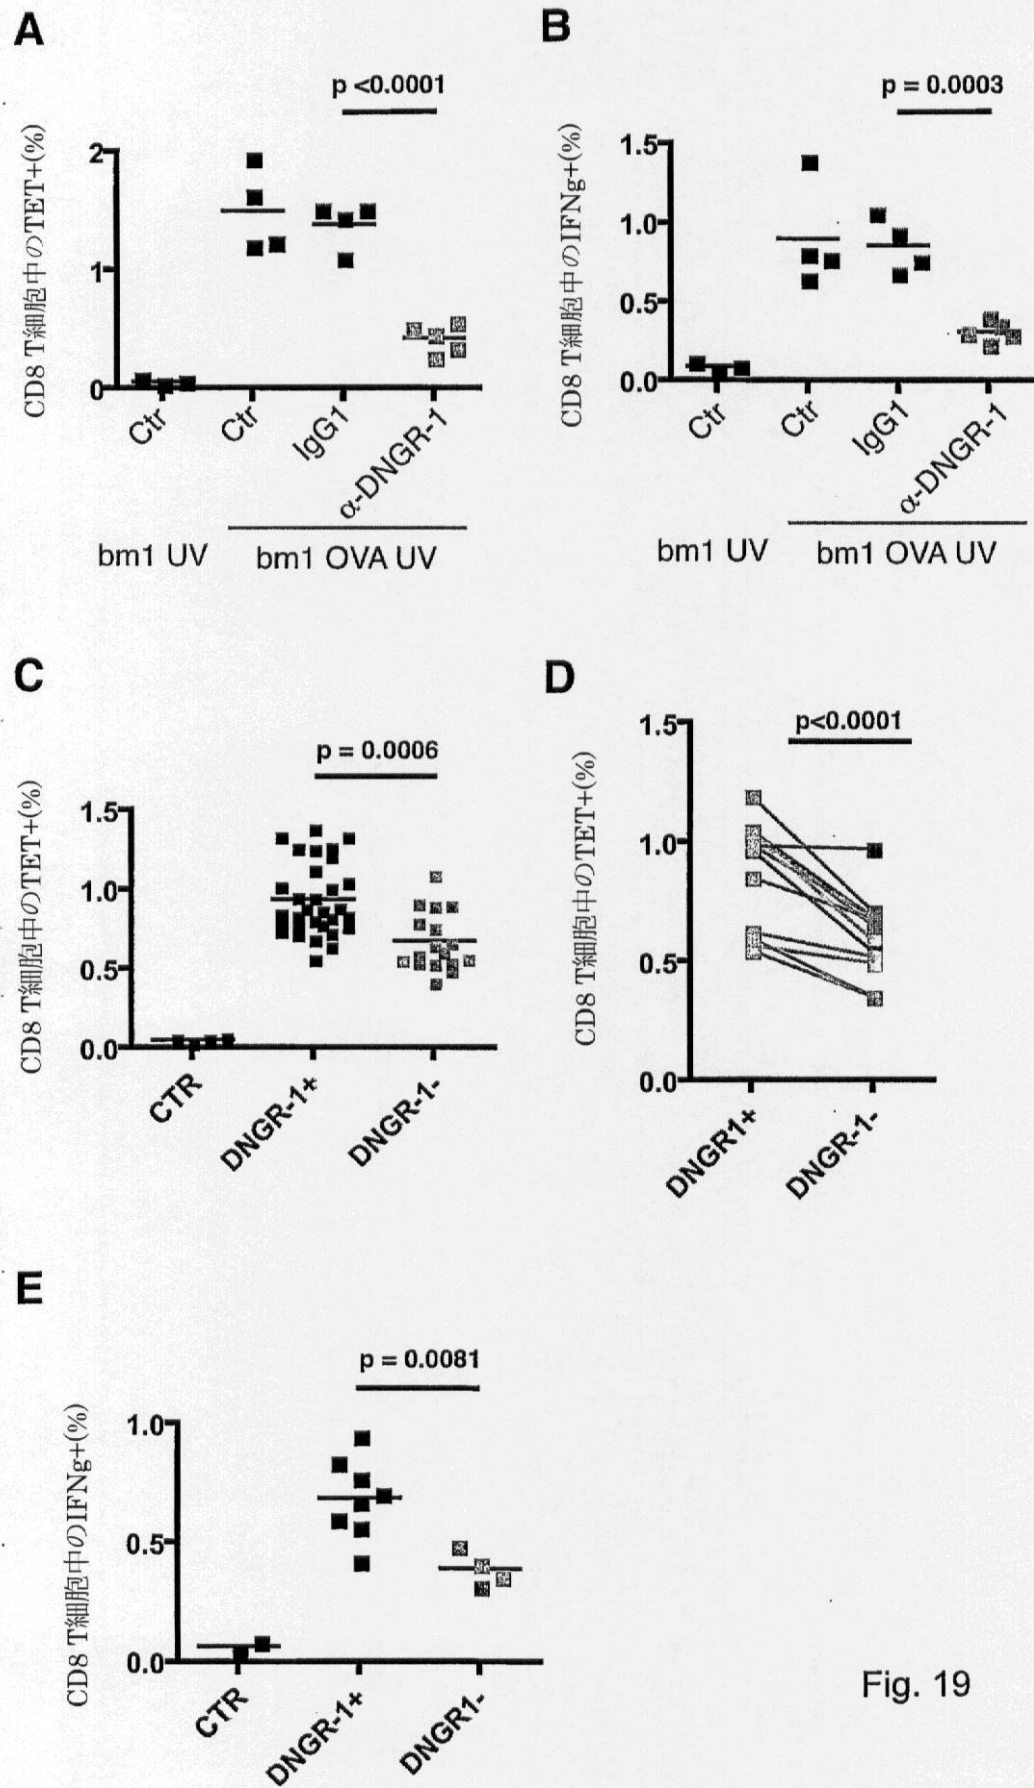 A
p <0.0001
CD8 T細胞中のTET+(%)
2
1
0
Ctr
Ctr
IgG1
α-DNGR-1
bm1 UV
bm1 OVA UV
B
p = 0.0003
CD8 T細胞中のIFNg+(%)
1.5
1.0
0.5
0.0
Ctr
Ctr
IgG1
α-DNGR-1
bm1 UV
bm1 OVA UV
C
p = 0.0006
CD8 T細胞中のTET+(%)
1.5
1.0
0.5
0.0
CTR
DNGR-1+
DNGR-1-
D
p<0.0001
CD8 T細胞中のTET+(%)
1.5
1.0
0.5
0.0
DNGR1+
DNGR-1-
E
p = 0.0081
CD8 T細胞中のIFNg+(%)
1.0
0.5
0.0
CTR
DNGR-1+
DNGR1-
Fig. 19